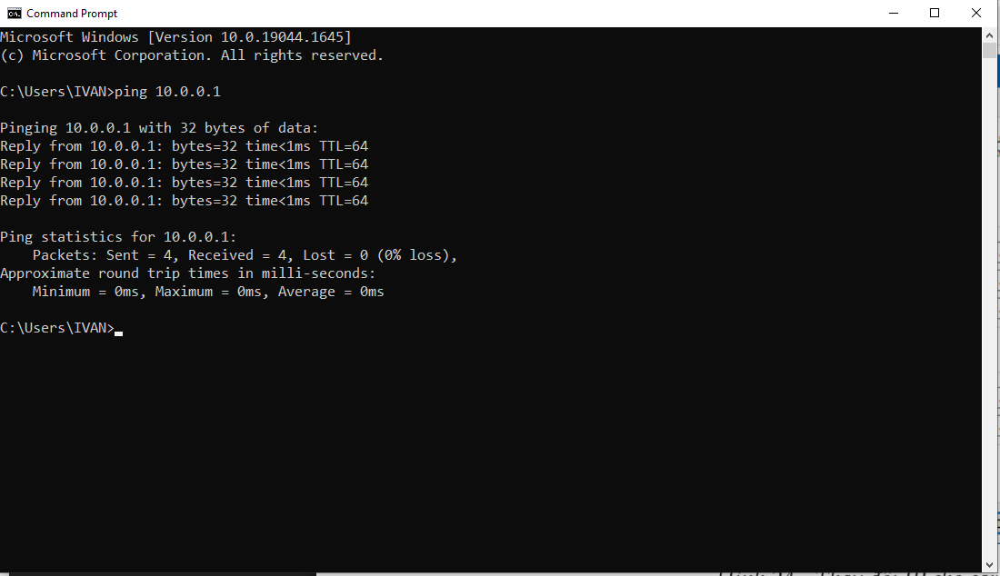 Command Prompt
Microsoft Windows [Version 10.0.19044.1645]
(c) Microsoft Corporation. All rights reserved.
C:\Users\IVAN>ping 10.0.0.1
Pinging 10.0.0.1 with 32 bytes of data:
Reply from 10.0.0.1: bytes=32 time<1ms TTL=64
Reply from 10.0.0.1: bytes=32 time<1ms TTL=64
Reply from 10.0.0.1: bytes=32 time<1ms TTL=64
Reply from 10.0.0.1: bytes=32 time<1ms TTL=64
Ping statistics for 10.0.0.1:
    Packets: Sent = 4, Received = 4, Lost = 0 (0% loss),
Approximate round trip times in milli-seconds:
    Minimum = 0ms, Maximum = 0ms, Average = 0ms
C:\Users\IVAN>